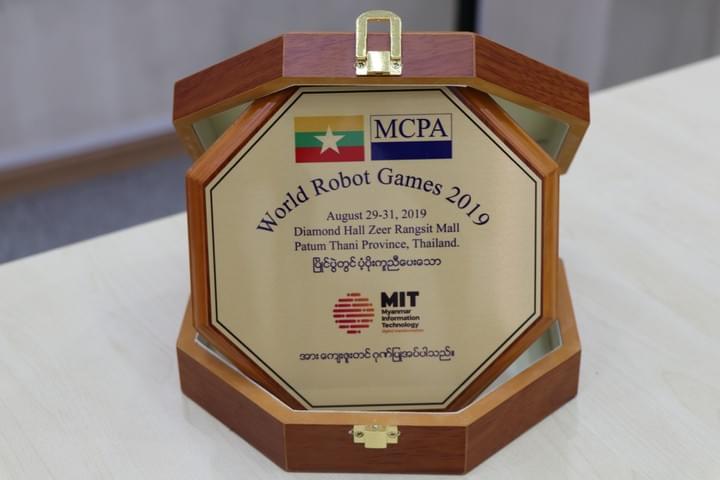 MCPA
World Robot Games 2019
August 29-31, 2019
Diamond Hall Zeer Rangsit Mall
Patum Thani Province, Thailand.
ပြိုင်ပွဲတွင် ပံ့ပိုးကူညီပေးသော
MIT
Myanmar
Information
Technology
digital transformation
အား ကျေးဇူးတင် ဂုဏ်ပြုအပ်ပါသည်။